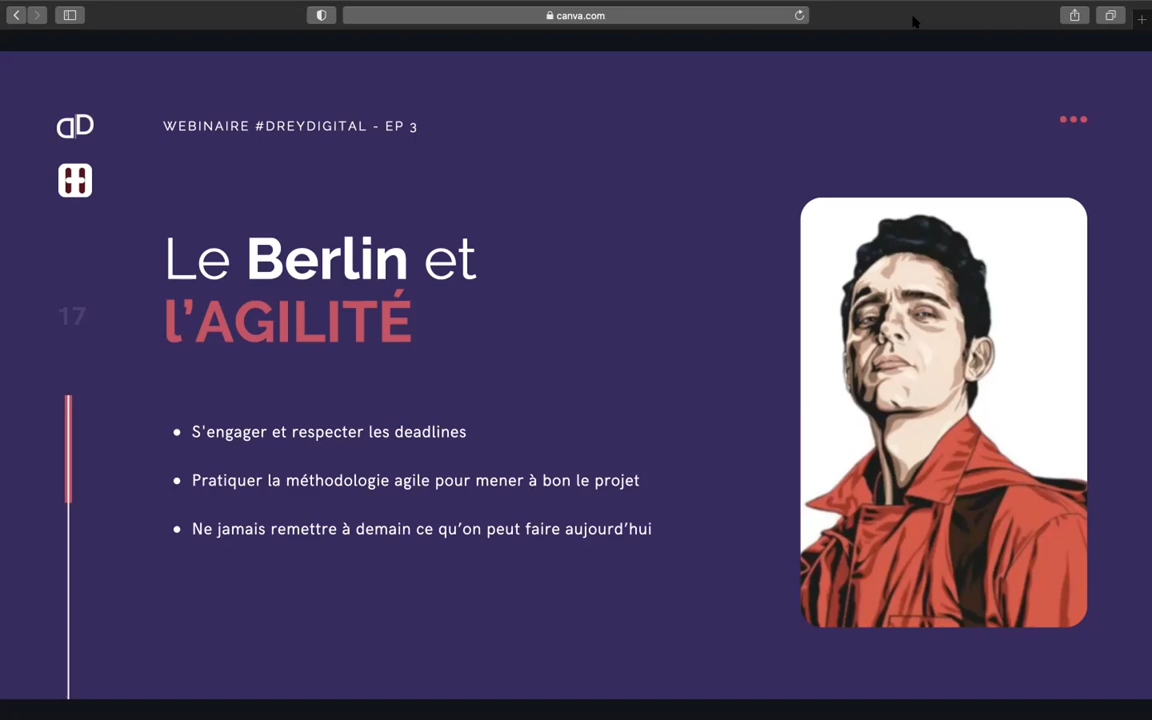 canva.com
WEBINAIRE #DREYDIGITAL - EP 3
Le Berlin et
l’AGILITÉ
17
● S'engager et respecter les deadlines
● Pratiquer la méthodologie agile pour mener à bon le projet
● Ne jamais remettre à demain ce qu’on peut faire aujourd’hui